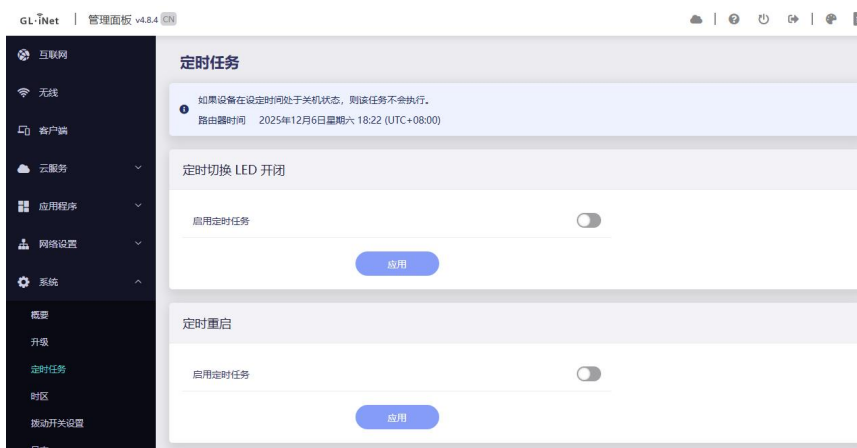 GL·iNet 管理面板 v4.8.4 CN
互联网
无线
客户端
云服务
应用程序
网络设置
系统
概要
升级
定时任务
时区
拨动开关设置
定时任务
如果设备在设定时间处于关机状态，则该任务不会执行。
路由器时间 2025年12月6日星期六 18:22 (UTC+08:00)
定时切换 LED 开闭
启用定时任务
应用
定时重启
启用定时任务
应用